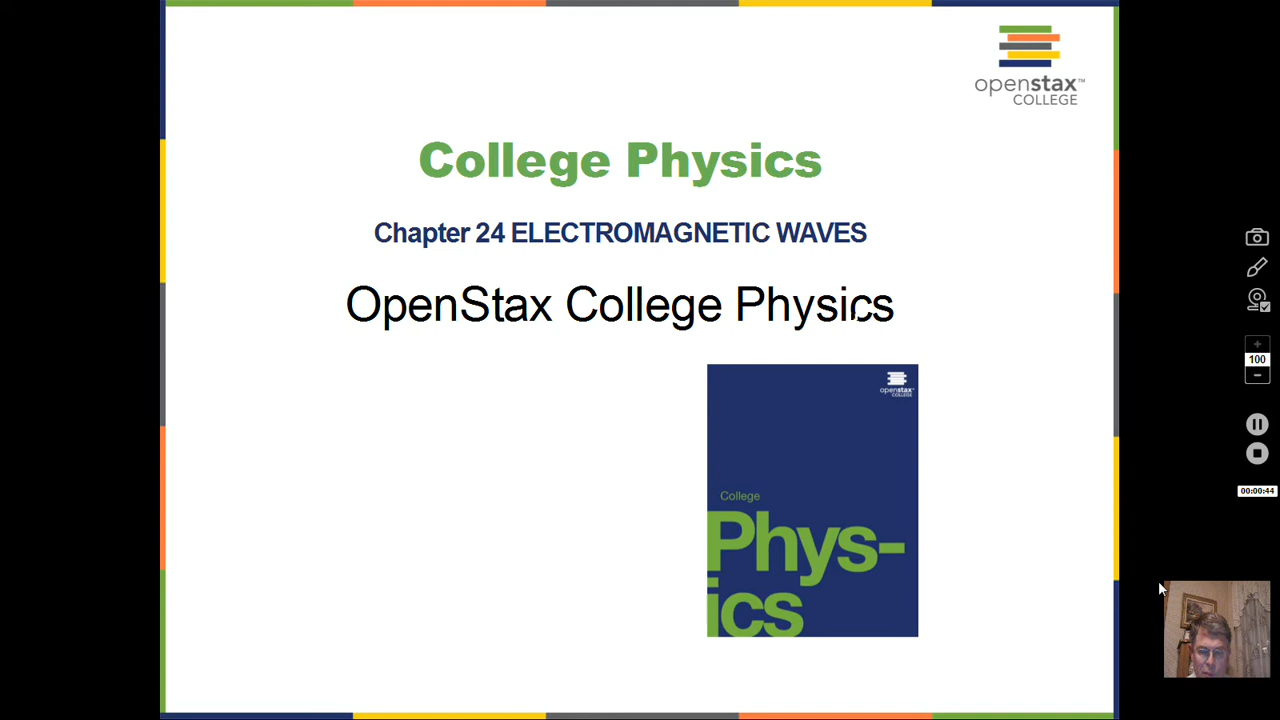 openstax™
COLLEGE
College Physics
Chapter 24 ELECTROMAGNETIC WAVES
OpenStax College Physics
openstax™
COLLEGE
College
Phys-
ics
100
00:00:44